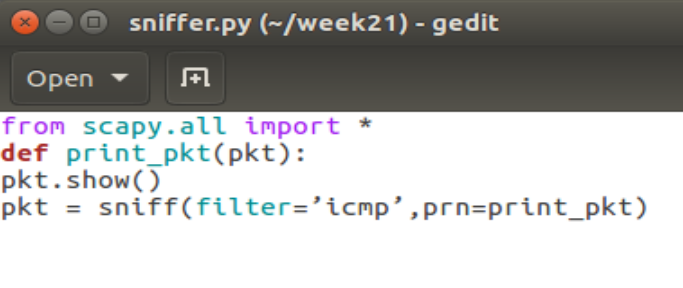 sniffer.py (~/week21) - gedit
Open
from scapy.all import *
def print_pkt(pkt):
pkt.show()
pkt = sniff(filter=’icmp’,prn=print_pkt)